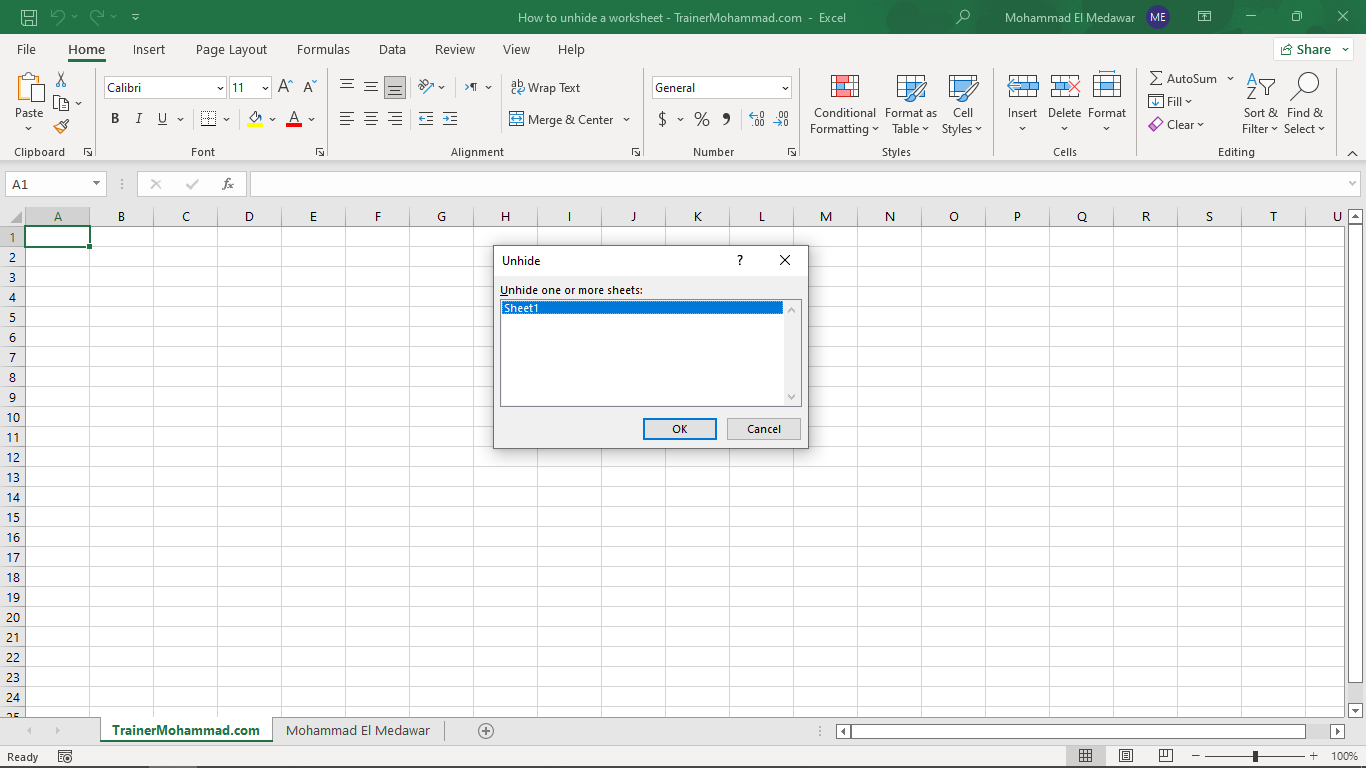 How to unhide a worksheet - TrainerMohammad.com - Excel
Mohammad El Medawar ME
File Home Insert Page Layout Formulas Data Review View Help
Share
Paste
Calibri 11 A A
B I U A
ab Wrap Text
Merge & Center
General
$ % 9 .00 .00
Conditional Formatting
Format as Table
Cell Styles
Insert
Delete
Format
AutoSum
Fill
Clear
A Z
Sort & Filter
Find & Select
Clipboard Font Alignment Number Styles Cells Editing
A1 fx
A B C D E F G H I J K L M N O P Q R S T U
1
2
3
4
5
6
7
8
9
10
11
12
13
14
15
16
17
18
19
20
21
22
23
24
25
Unhide ?
Unhide one or more sheets:
Sheet1
OK Cancel
TrainerMohammad.com Mohammad El Medawar
Ready 100%